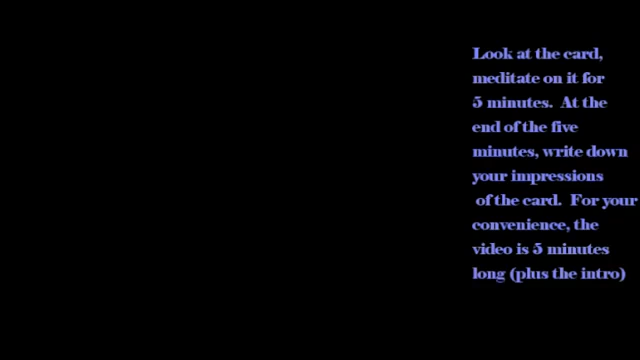 Look at the card,
meditate on it for
5 minutes.  At the
end of the five
minutes, write down
your impressions
of the card.  For your
convenience, the
video is 5 minutes
long (plus the intro)